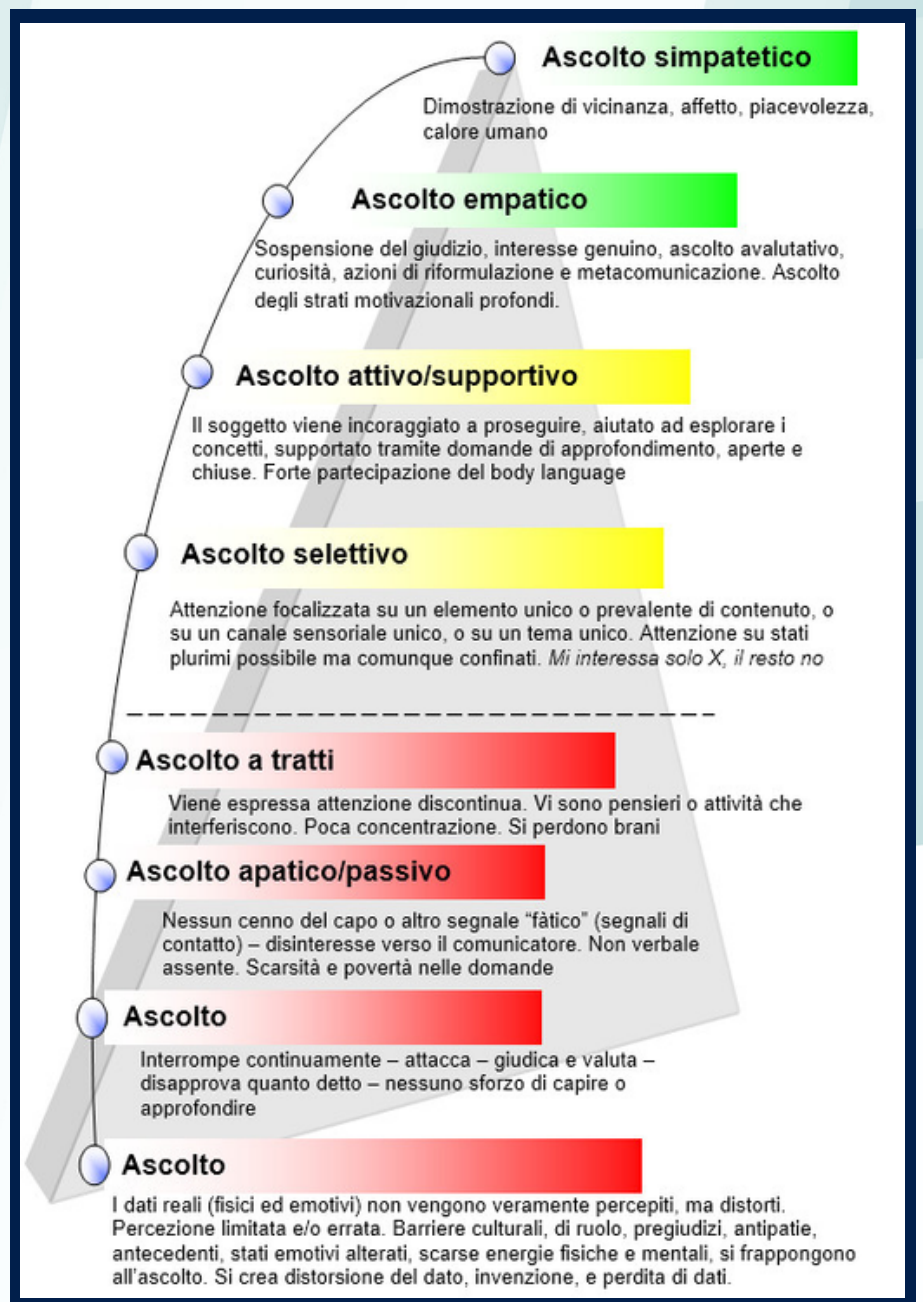 Ascolto simpatetico
Dimostrazione di vicinanza, affetto, piacevolezza,
calore umano
Ascolto empatico
Sospensione del giudizio, interesse genuino, ascolto avalutativo,
curiosità, azioni di riformulazione e metacomunicazione. Ascolto
degli strati motivazionali profondi.
Ascolto attivo/supportivo
Il soggetto viene incoraggiato a proseguire, aiutato ad esplorare i
concetti, supportato tramite domande di approfondimento, aperte e
chiuse. Forte partecipazione del body language
Ascolto selettivo
Attenzione focalizzata su un elemento unico o prevalente di contenuto, o
su un canale sensoriale unico, o su un tema unico. Attenzione su stati
plurimi possibile ma comunque confinati. Mi interessa solo X, il resto no
Ascolto a tratti
Viene espressa attenzione discontinua. Vi sono pensieri o attività che
interferiscono. Poca concentrazione. Si perdono brani
Ascolto apatico/passivo
Nessun cenno del capo o altro segnale “fàtico” (segnali di
contatto) – disinteresse verso il comunicatore. Non verbale
assente. Scarsità e povertà nelle domande
Ascolto
Interrompe continuamente – attacca – giudica e valuta –
disapprova quanto detto – nessuno sforzo di capire o
approfondire
Ascolto
I dati reali (fisici ed emotivi) non vengono veramente percepiti, ma distorti.
Percezione limitata e/o errata. Barriere culturali, di ruolo, pregiudizi, antipatie,
antecedenti, stati emotivi alterati, scarse energie fisiche e mentali, si frappongono
all’ascolto. Si crea distorsione del dato, invenzione, e perdita di dati.